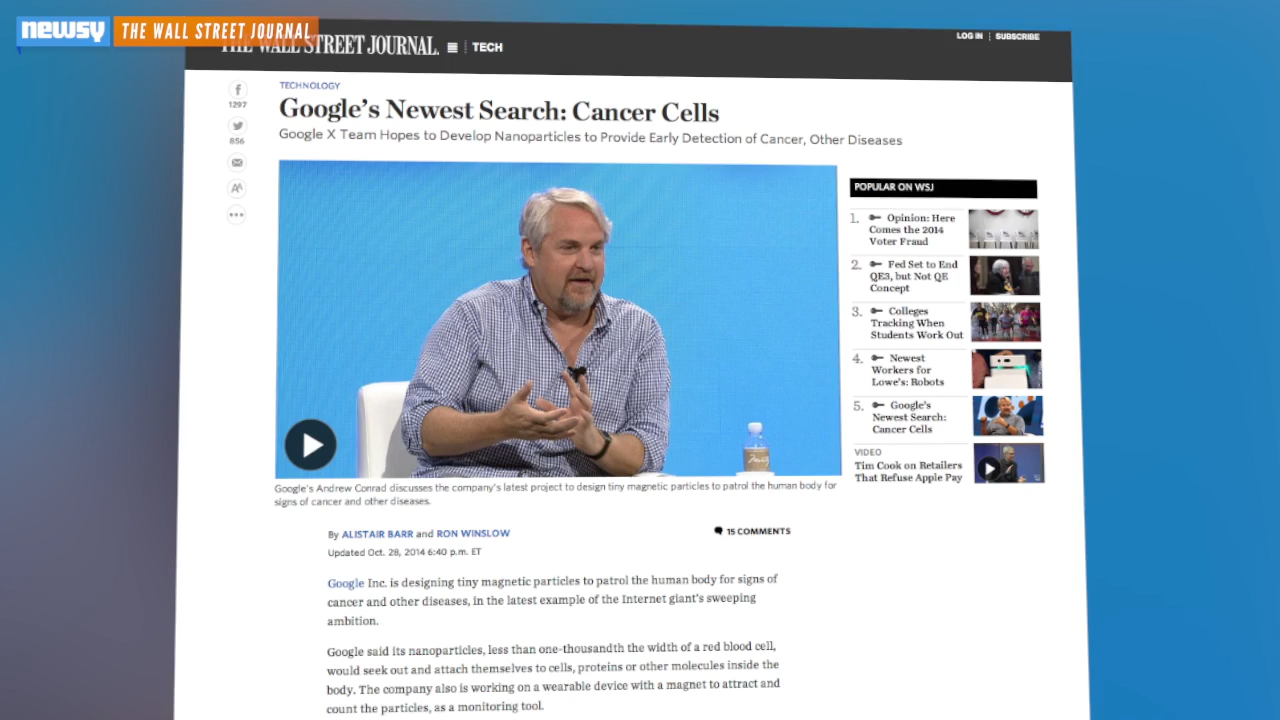 newsy THE WALL STREET JOURNAL
THE WALL STREET JOURNAL. TECH
LOG IN SUBSCRIBE
TECHNOLOGY
Google's Newest Search: Cancer Cells
Google X Team Hopes to Develop Nanoparticles to Provide Early Detection of Cancer, Other Diseases
1297
856
AA
POPULAR ON WSJ
1. Opinion: Here
Comes the 2014
Voter Fraud
2. Fed Set to End
QE3, but Not QE
Concept
3. Colleges
Tracking When
Students Work Out
4. Newest
Workers for
Lowe's: Robots
5. Google's
Newest Search:
Cancer Cells
VIDEO
Tim Cook on Retailers
That Refuse Apple Pay
Google's Andrew Conrad discusses the company's latest project to design tiny magnetic particles to patrol the human body for
signs of cancer and other diseases.
By ALISTAIR BARR and RON WINSLOW
15 COMMENTS
Updated Oct. 28, 2014 6:40 p.m. ET
Google Inc. is designing tiny magnetic particles to patrol the human body for signs of
cancer and other diseases, in the latest example of the Internet giant's sweeping
ambition.
Google said its nanoparticles, less than one-thousandth the width of a red blood cell,
would seek out and attach themselves to cells, proteins or other molecules inside the
body. The company also is working on a wearable device with a magnet to attract and
count the particles, as a monitoring tool.